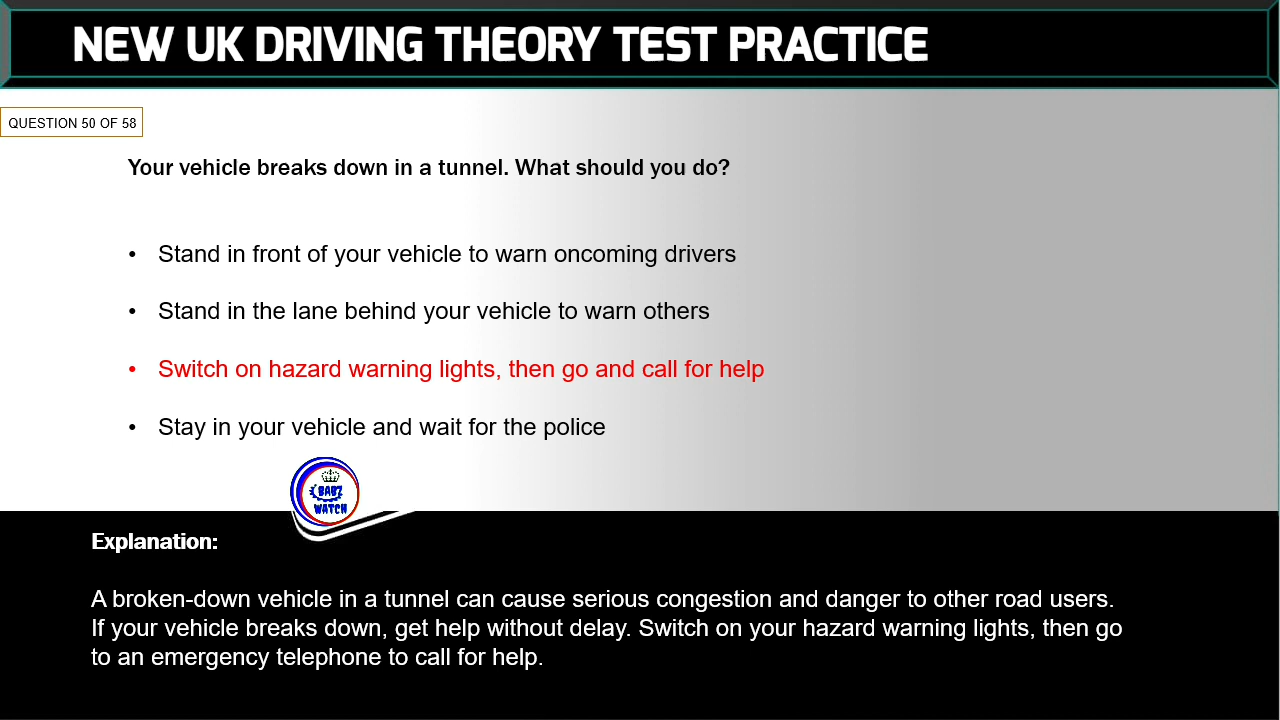 NEW UK DRIVING THEORY TEST PRACTICE
QUESTION 50 OF 58
Your vehicle breaks down in a tunnel. What should you do?
• Stand in front of your vehicle to warn oncoming drivers
• Stand in the lane behind your vehicle to warn others
• Switch on hazard warning lights, then go and call for help
• Stay in your vehicle and wait for the police
BABZ
WATCH
Explanation:
A broken-down vehicle in a tunnel can cause serious congestion and danger to other road users.
If your vehicle breaks down, get help without delay. Switch on your hazard warning lights, then go
to an emergency telephone to call for help.